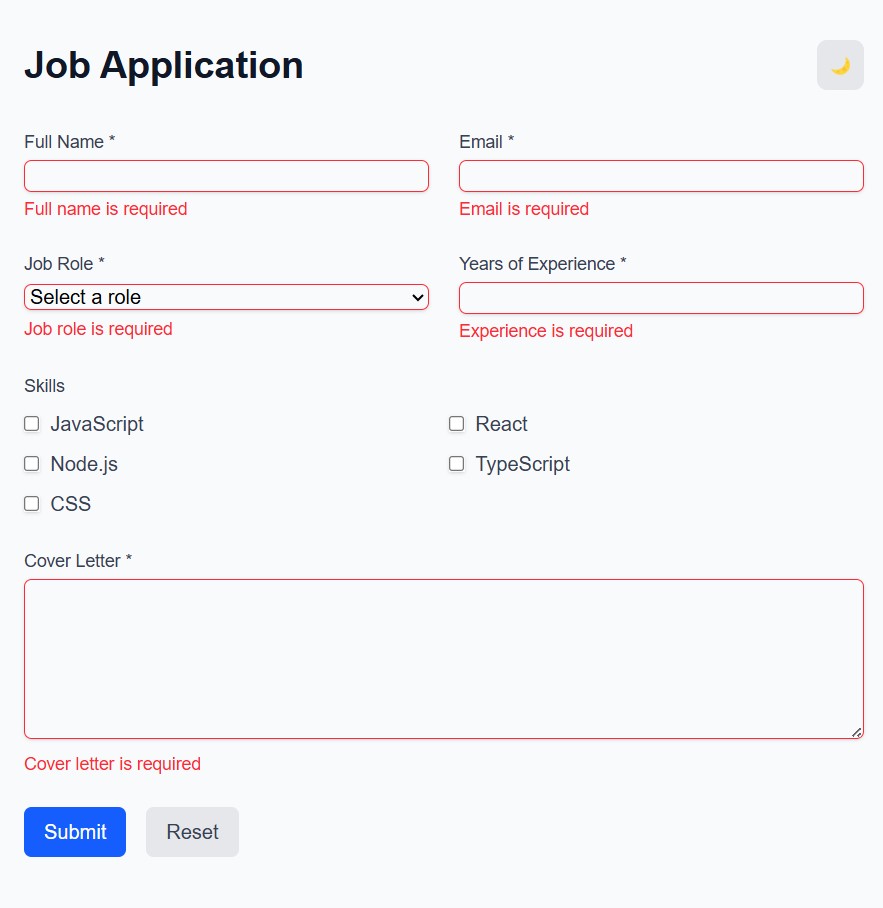 Job Application
Full Name *
Email *
Full name is required
Email is required
Job Role *
Years of Experience *
Select a role
Job role is required
Experience is required
Skills
JavaScript
React
Node.js
TypeScript
CSS
Cover Letter *
Cover letter is required
Submit
Reset